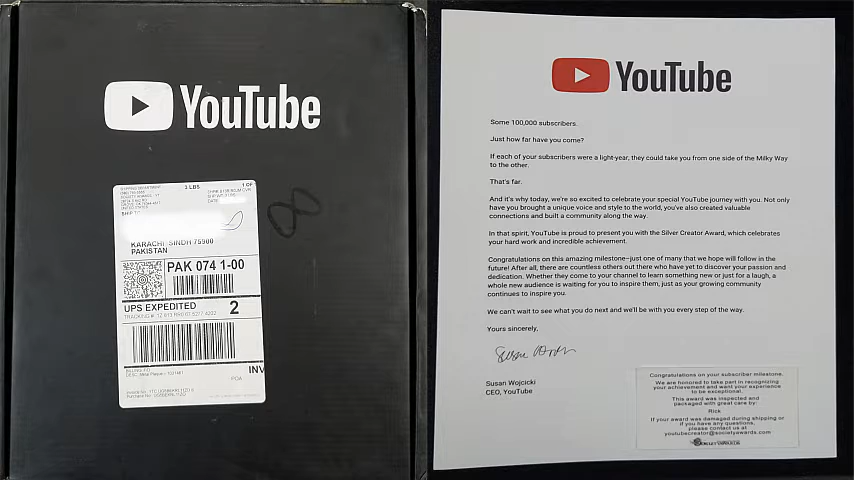 YouTube
3 LBS
1 OF
KARACHI SINDH 75900
PAKISTAN
PAK 074 1-00
UPS EXPEDITED
2
TRACKING #:
INV
YouTube
Some 100,000 subscribers.
Just how far have you come?
If each of your subscribers were a light-year, they could take you from one side of the Milky Way
to the other.
That's far.
And it's why today, we're so excited to celebrate your special YouTube journey with you. Not only
have you brought a unique voice and style to the world, you've also created valuable
connections and built a community along the way.
In that spirit, YouTube is proud to present you with the Silver Creator Award, which celebrates
your hard work and incredible achievement.
Congratulations on this amazing milestone—just one of many that we hope will follow in the
future! After all, there are countless others out there who have yet to discover your passion and
dedication. Whether they come to your channel to learn something new or just for a laugh, a
whole new audience is waiting for you to inspire them, just as your growing community
continues to inspire you.
We can't wait to see what you do next and we'll be with you every step of the way.
Yours sincerely,
Susan Wojcicki
CEO, YouTube
Congratulations on your subscriber milestone.
We are honored to take part in recognizing
your achievement and want your experience
to be exceptional.
This award was inspected and
packaged with great care by:
Rick
If your award was damaged during shipping or
if you have any questions,
please contact us at
youtubecreator@societyawards.com